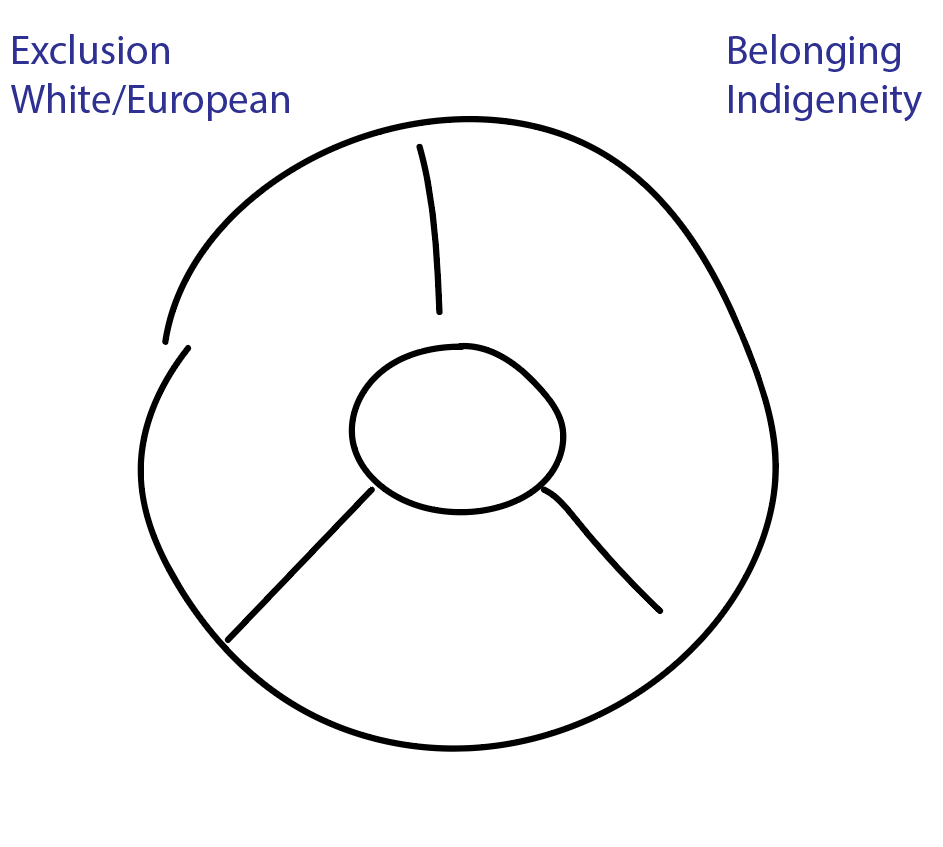 Exclusion
White/European
Belonging
Indigeneity